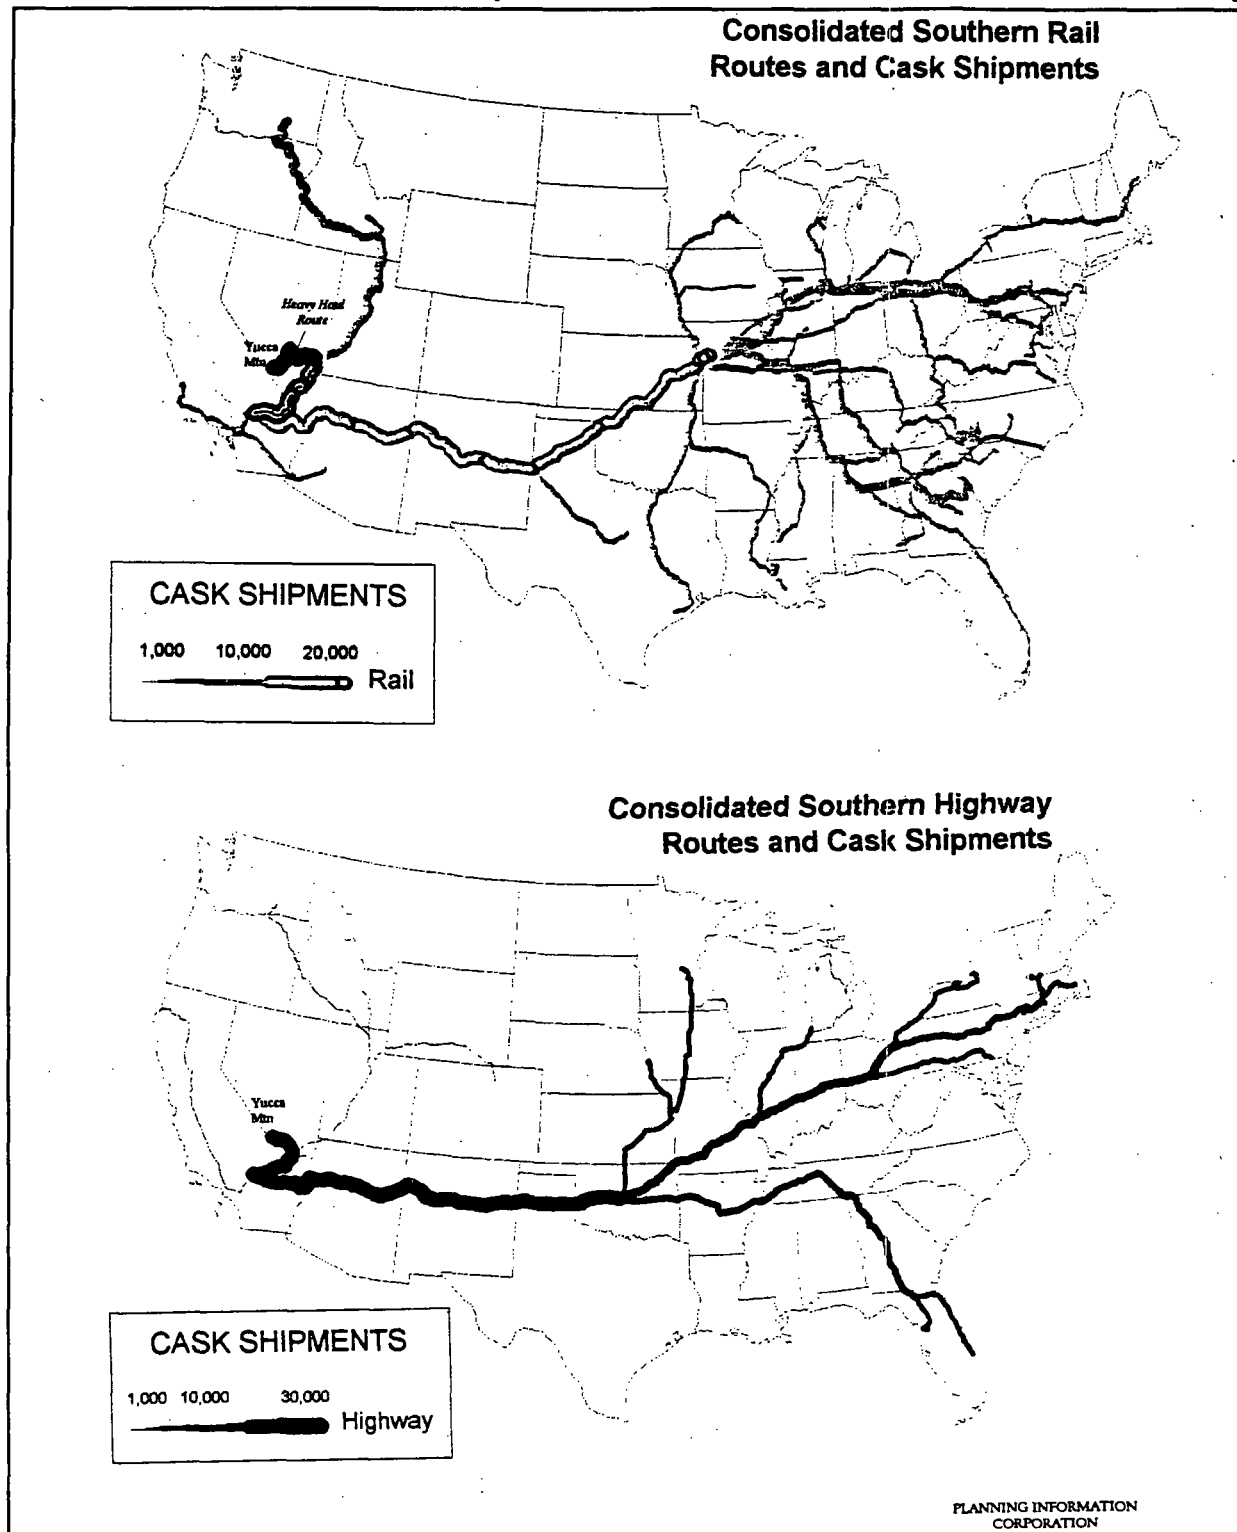 Consolidated Southern Rail
Routes and Cask Shipments
Heavy Haul
Route
Yucca
Mtn
CASK SHIPMENTS
1,000 10,000 20,000
Rail
Consolidated Southern Highway
Routes and Cask Shipments
Yucca
Mtn
CASK SHIPMENTS
1,000 10,000 30,000
Highway
PLANNING INFORMATION
CORPORATION